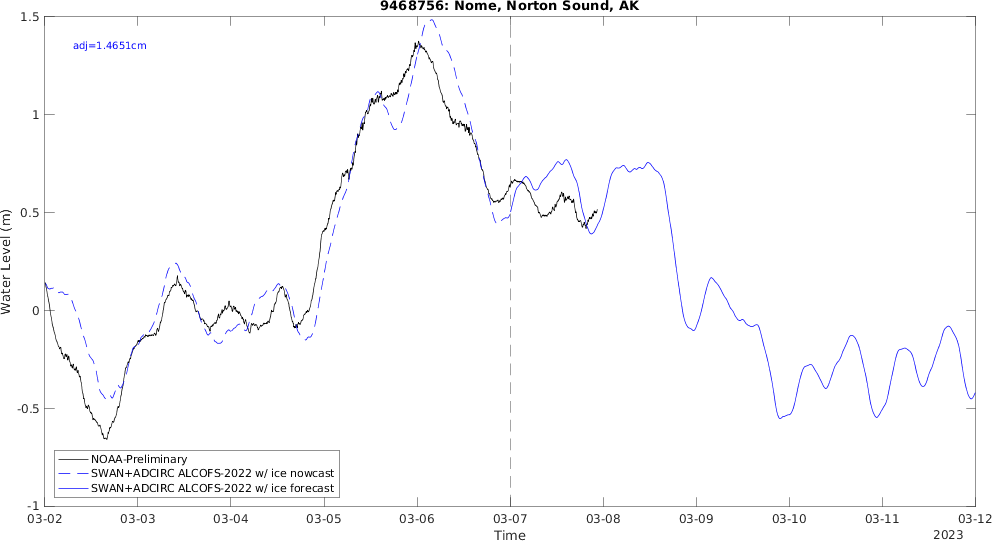 9468756: Nome, Norton Sound, AK
adj=1.4651cm
1.5
1
0.5
0
-0.5
-1
Water Level (m)
NOAA-Preliminary
SWAN+ADCIRC ALCOFS-2022 w/ ice nowcast
SWAN+ADCIRC ALCOFS-2022 w/ ice forecast
03-02 03-03 03-04 03-05 03-06 03-07 03-08 03-09 03-10 03-11 03-12
Time
2023